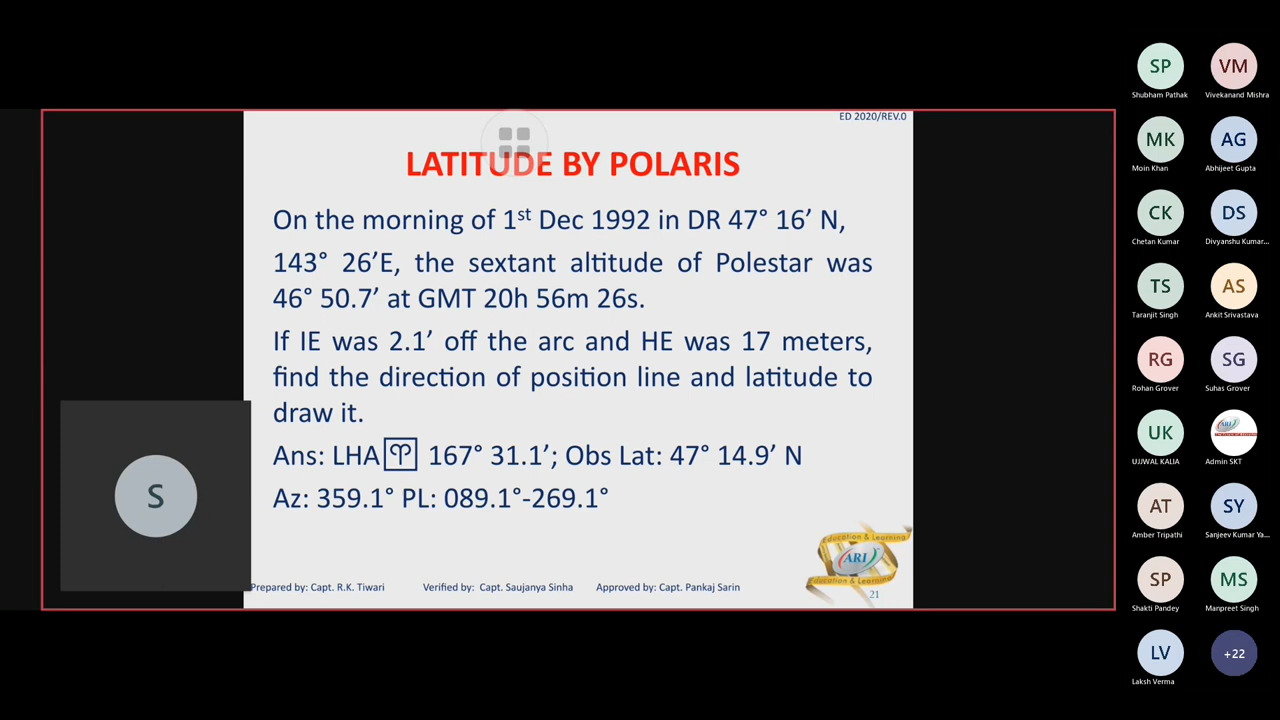 ED 2020/REV.0
LATITUDE BY POLARIS
On the morning of 1st Dec 1992 in DR 47° 16’ N,
143° 26’E, the sextant altitude of Polestar was
46° 50.7’ at GMT 20h 56m 26s.
If IE was 2.1’ off the arc and HE was 17 meters,
find the direction of position line and latitude to
draw it.
Ans: LHA♈ 167° 31.1’; Obs Lat: 47° 14.9’ N
Az: 359.1° PL: 089.1°-269.1°
Education & Learning
ARI
Education & Learning
Prepared by: Capt. R.K. Tiwari Verified by: Capt. Saujanya Sinha Approved by: Capt. Pankaj Sarin
21
S
SP VM
Shubham Pathak Vivekanand Mishra
MK AG
Moin Khan Abhijeet Gupta
CK DS
Chetan Kumar Divyanshu Kumar...
TS AS
Taranjit Singh Ankit Srivastava
RG SG
Rohan Grover Suhas Grover
UK ARI
UJJWAL KALIA Admin SKT
AT SY
Amber Tripathi Sanjeev Kumar Ya...
SP MS
Shakti Pandey Manpreet Singh
LV +22
Laksh Verma